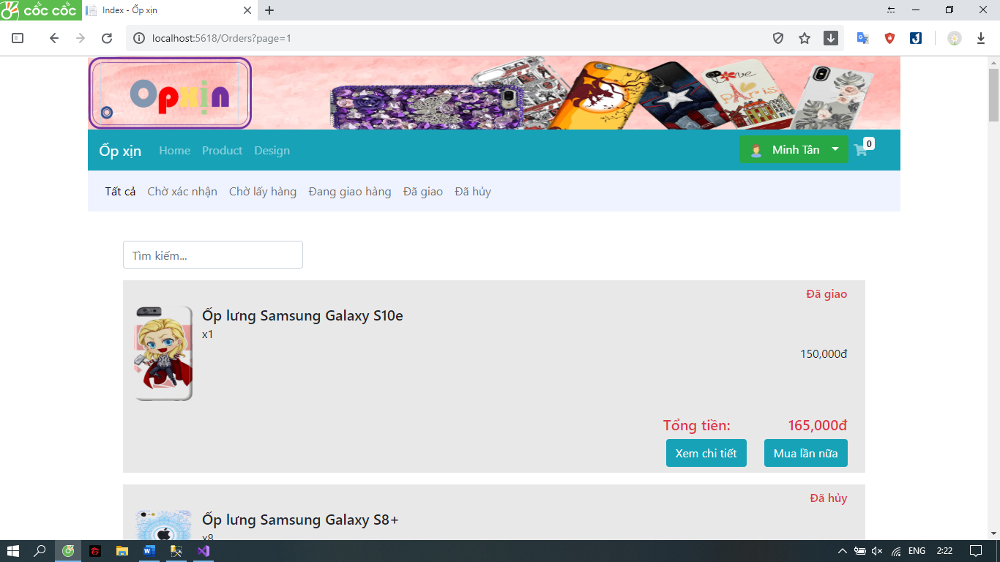 cốc cốc
Index - Ốp xịn
localhost:5618/Orders?page=1
Opxịn
love
PARIS
Ốp xịn Home Product Design Minh Tân 0
Tất cả Chờ xác nhận Chờ lấy hàng Đang giao hàng Đã giao Đã hủy
Tìm kiếm...
Đã giao
Ốp lưng Samsung Galaxy S10e
x1
150,000đ
Tổng tiền: 165,000đ
Xem chi tiết Mua lần nữa
Đã hủy
Ốp lưng Samsung Galaxy S8+
x8
ENG 2:22